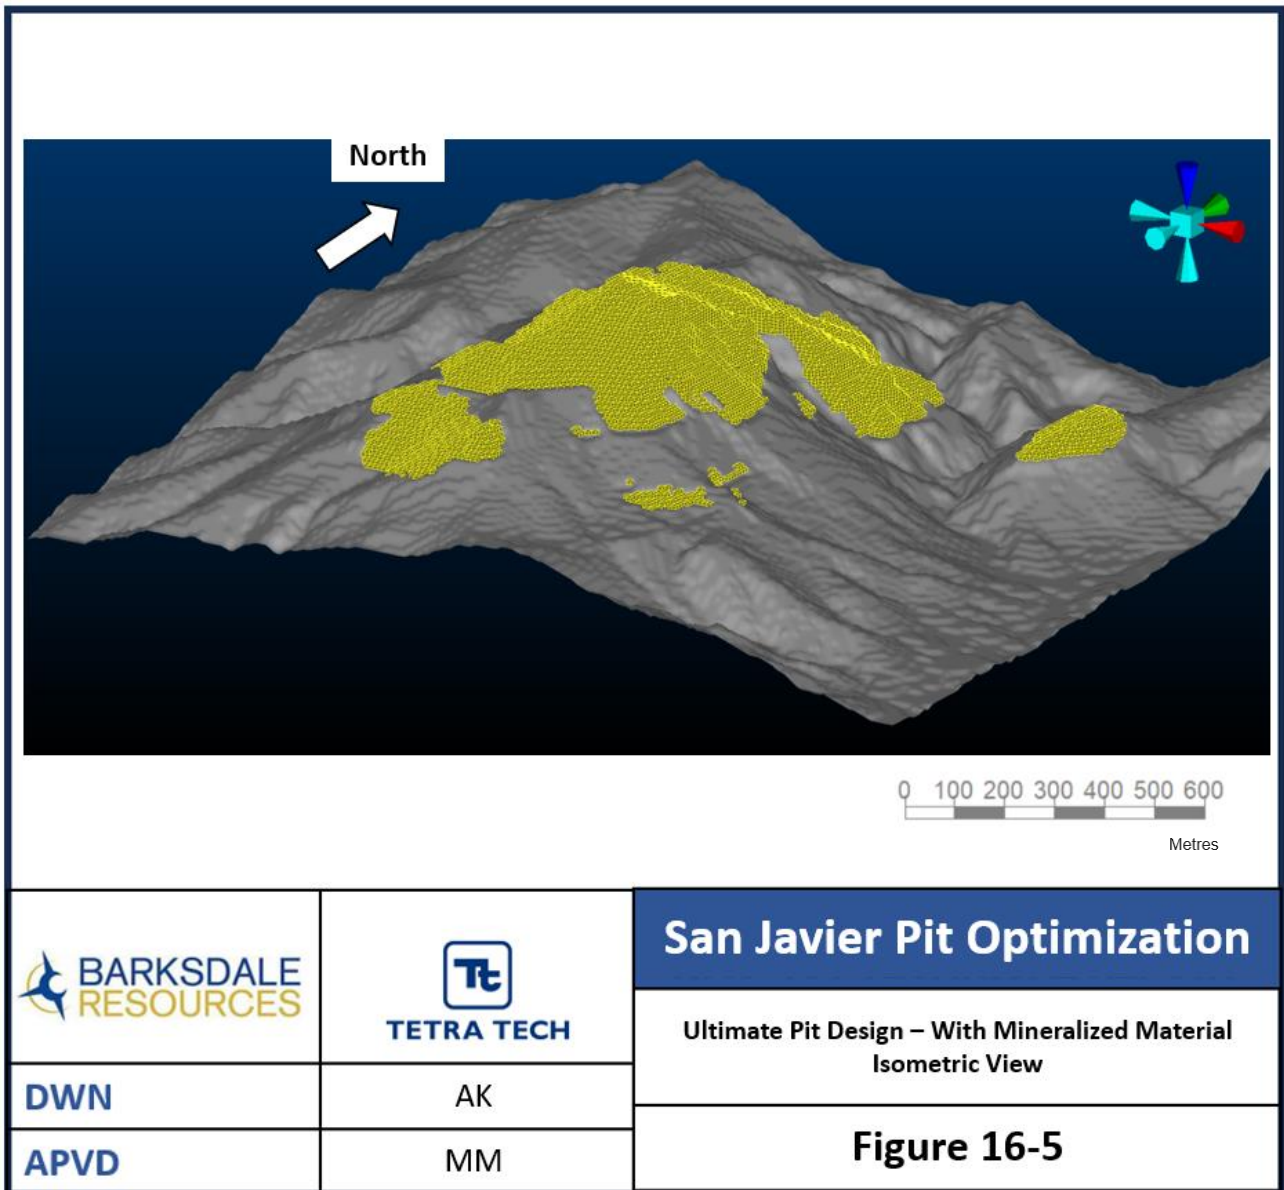 North
0 100 200 300 400 500 600
Metres
BARKSDALE
RESOURCES
Tt
TETRA TECH
San Javier Pit Optimization
Ultimate Pit Design – With Mineralized Material
Isometric View
DWN
AK
Figure 16-5
APVD
MM